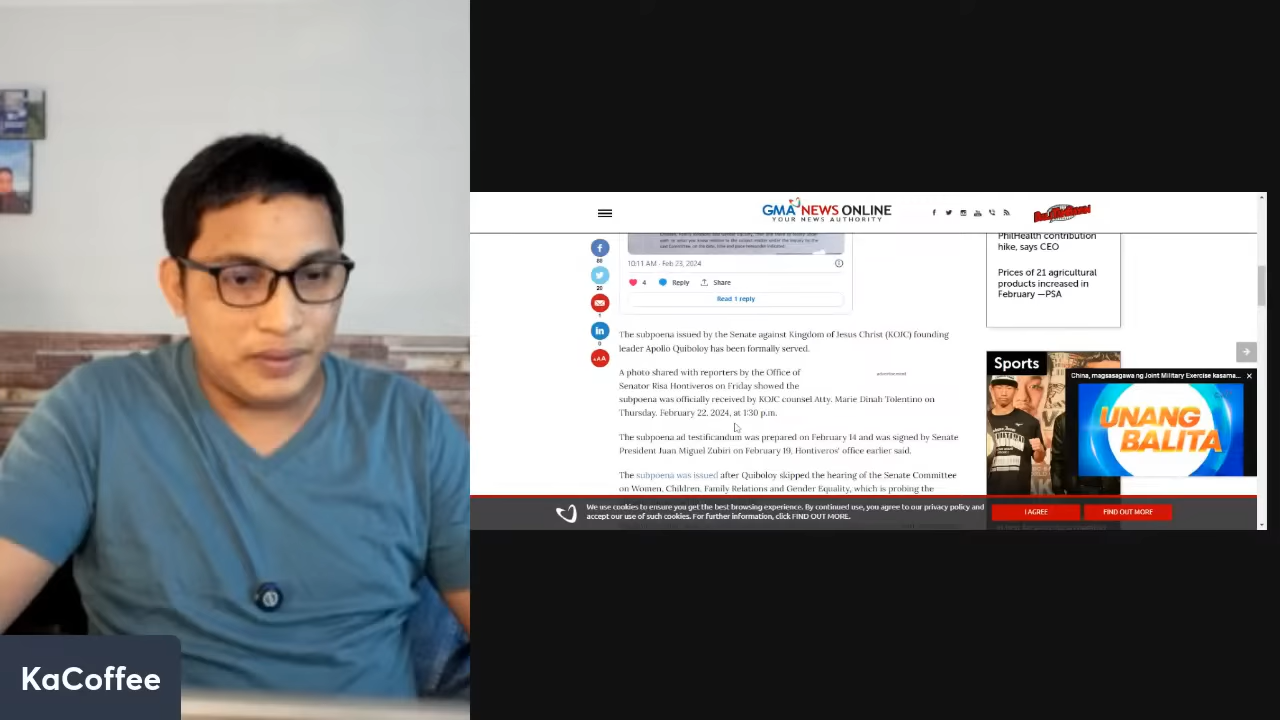 GMA NEWS ONLINE
YOUR NEWS AUTHORITY
10:11 AM · Feb 23, 2024
4 Reply Share
Read 1 reply
80
20
1
0
AAA
The subpoena issued by the Senate against Kingdom of Jesus Christ (KOJC) founding
leader Apollo Quiboloy has been formally served.
A photo shared with reporters by the Office of
Senator Risa Hontiveros on Friday showed the
subpoena was officially received by KOJC counsel Atty. Marie Dinah Tolentino on
Thursday, February 22, 2024, at 1:30 p.m.
advertisement
The subpoena ad testificandum was prepared on February 14 and was signed by Senate
President Juan Miguel Zubiri on February 19, Hontiveros' office earlier said.
The subpoena was issued after Quiboloy skipped the hearing of the Senate Committee
on Women, Children, Family Relations and Gender Equality, which is probing the
PhilHealth contribution
hike, says CEO
Prices of 21 agricultural
products increased in
February —PSA
Sports
China, magsasagawa ng Joint Military Exercise kasama...
UNANG
BALITA
We use cookies to ensure you get the best browsing experience. By continued use, you agree to our privacy policy and
accept our use of such cookies. For further information, click FIND OUT MORE.
I AGREE
FIND OUT MORE
KaCoffee